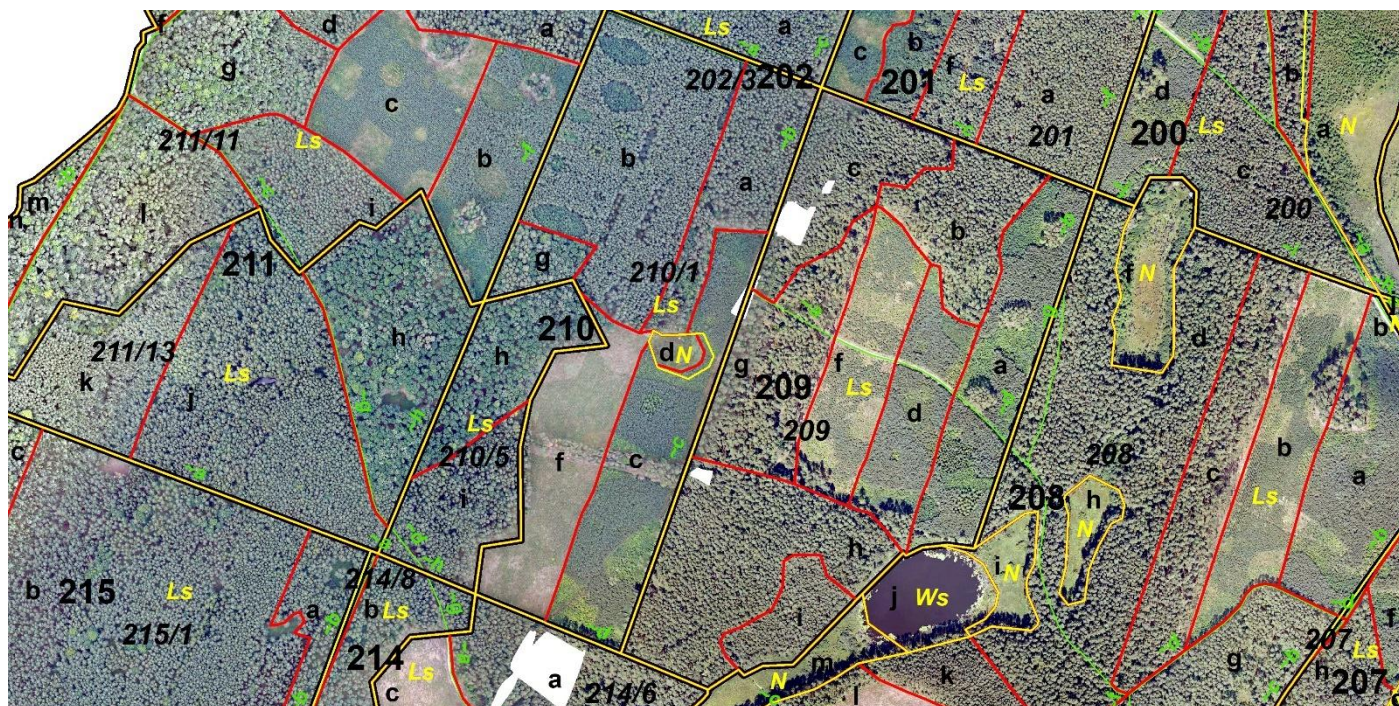 f
d
a
Ls
a
c
b
f
Ls
a
201
b
g
202/3
202
201
d
200
Ls
a
N
c
211/11
Ls
b
b
a
c
c
200
m
n
l
i
b
211
g
210/1
f
N
Ls
210
b
211/13
h
h
d
N
f
d
k
Ls
g
209
Ls
a
j
d
Ls
209
b
c
210/5
f
c
208
c
a
i
208
h
Ls
N
h
214/8
i
N
b
215
Ls
a
b
Ls
j
Ws
215/1
l
207
f
Ls
214
Ls
a
m
k
g
h
207
c
214/6
N
l